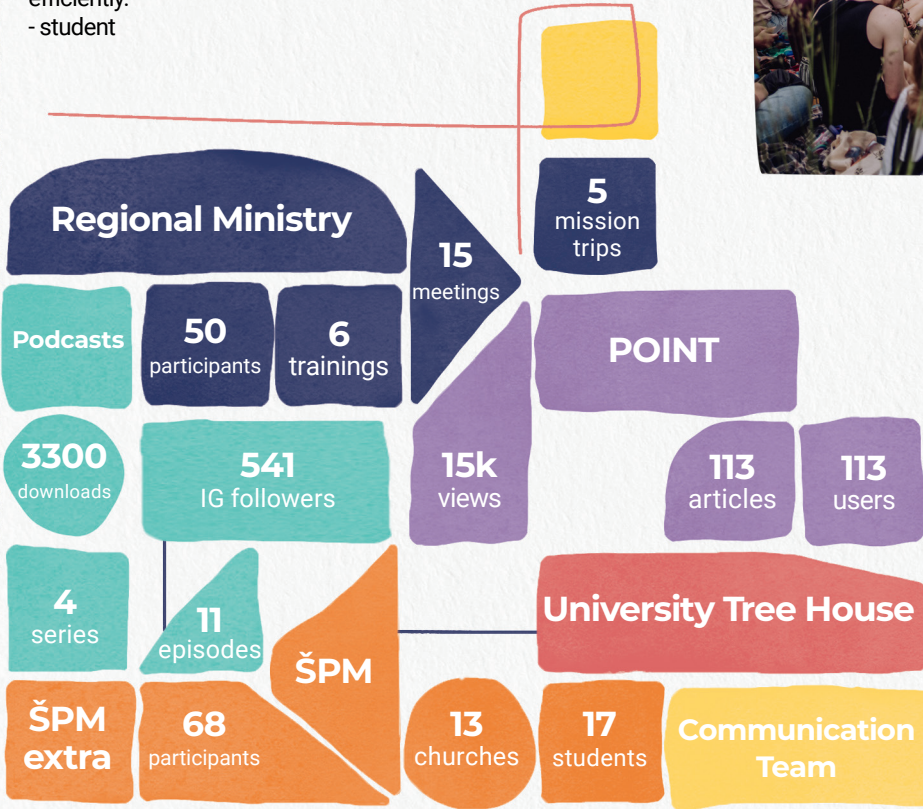 efficiently.
- student
5
mission
trips
Regional Ministry
15
meetings
Podcasts
50
participants
6
trainings
POINT
3300
downloads
541
IG followers
15k
views
113
articles
113
users
4
series
11
episodes
ŠPM
University Tree House
ŠPM
extra
68
participants
13
churches
17
students
Communication
Team